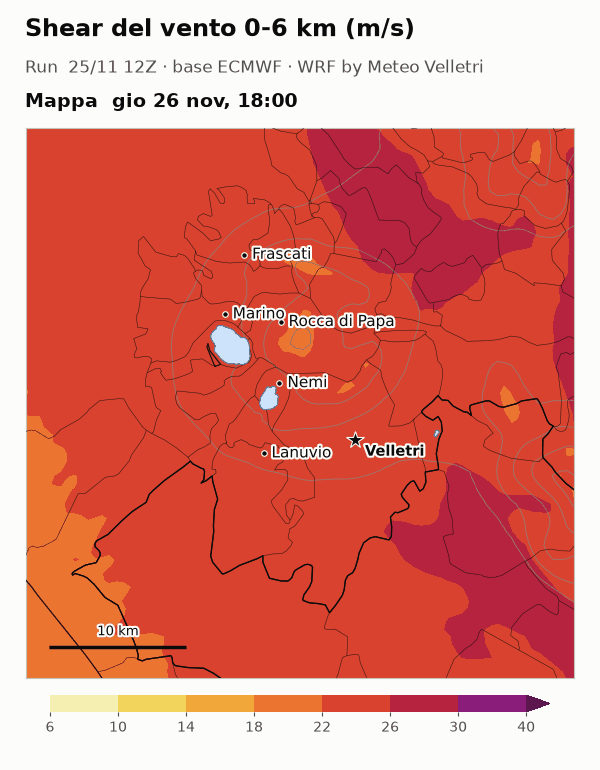 Shear del vento 0-6 km (m/s)
Run 25/11 12Z · base ECMWF · WRF by Meteo Velletri
Mappa gio 26 nov, 18:00
Frascati
Marino
Rocca di Papa
Nemi
Velletri
Lanuvio
10 km
6 10 14 18 22 26 30 40